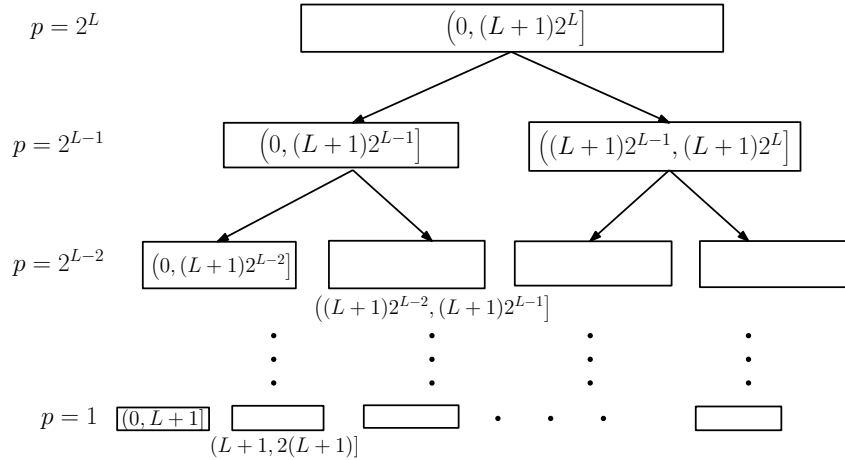 p = 2^L (0, (L + 1)2^L]
p = 2^{L-1} (0, (L + 1)2^{L-1}] ((L + 1)2^{L-1}, (L + 1)2^L]
p = 2^{L-2} (0, (L + 1)2^{L-2}]
((L + 1)2^{L-2}, (L + 1)2^{L-1}]
p = 1 (0, L + 1]
(L + 1, 2(L + 1)]